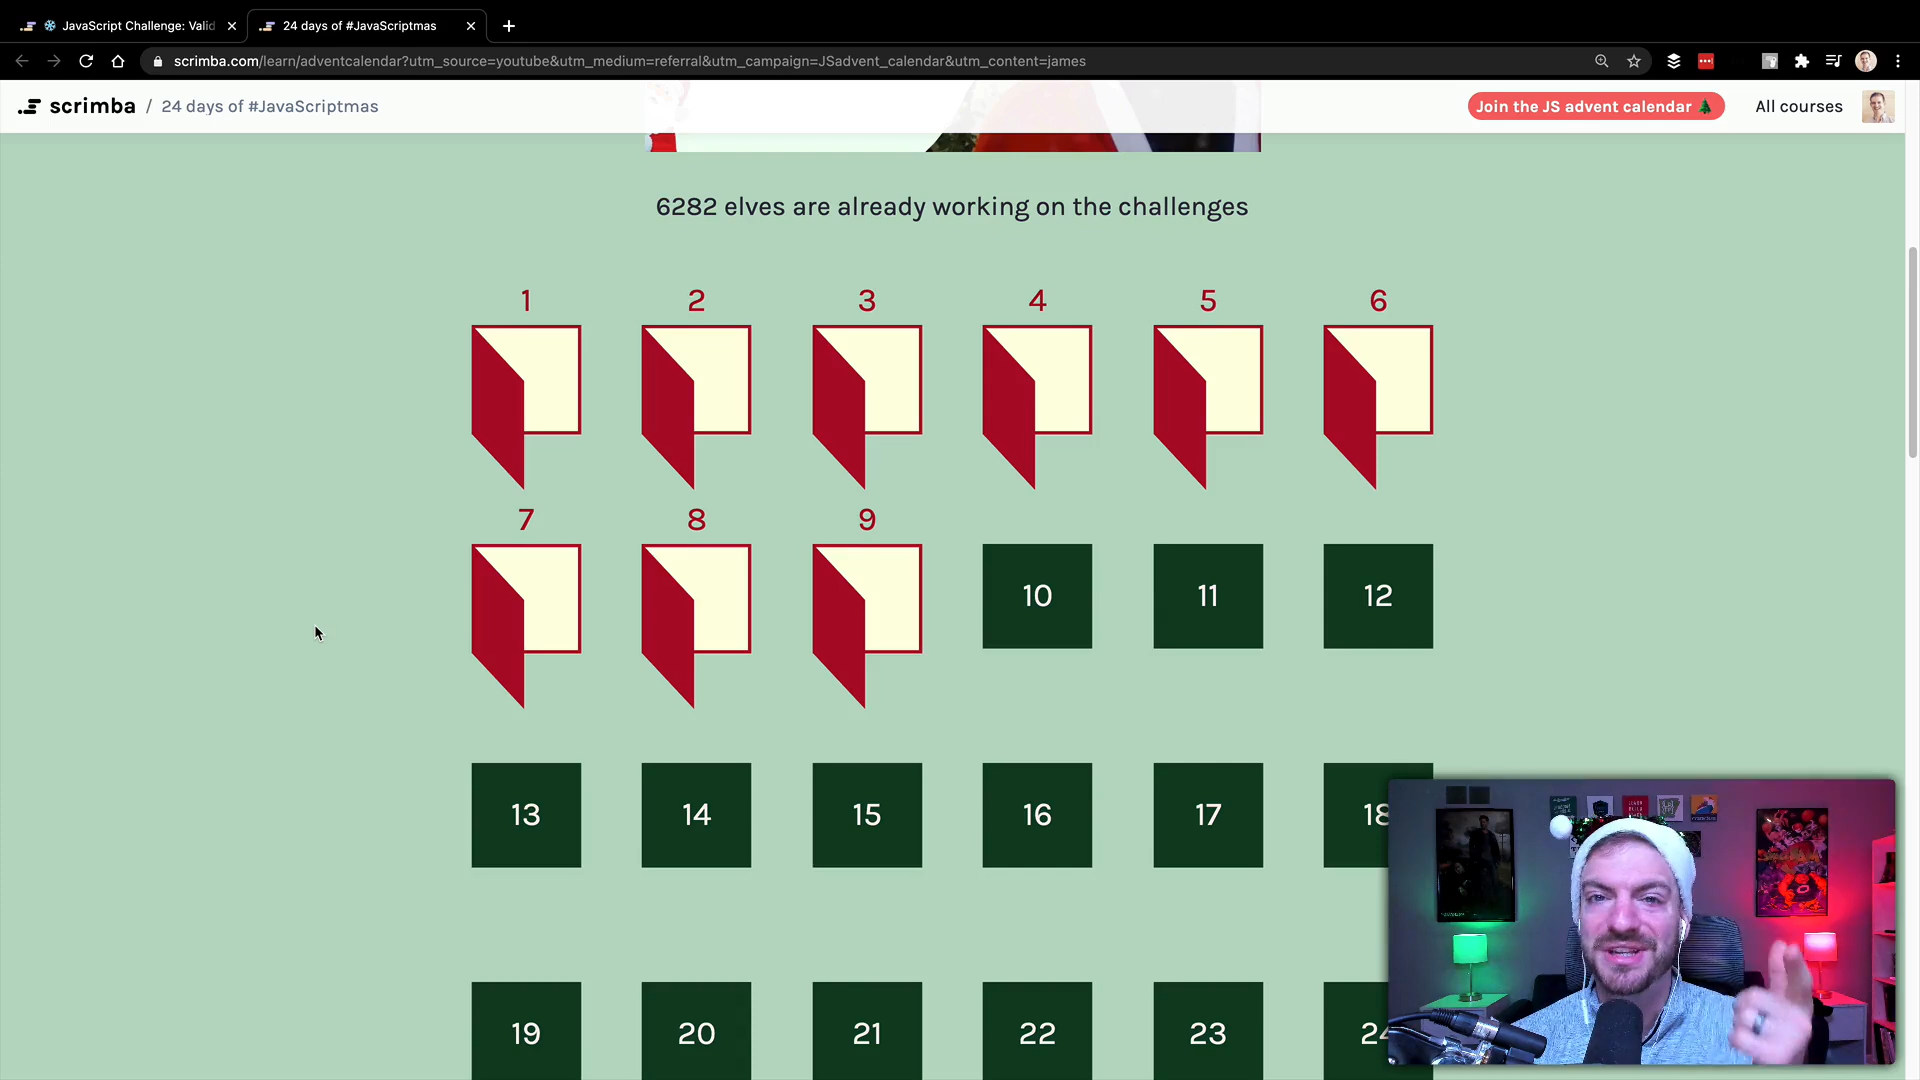 JavaScript Challenge: Valid
24 days of #JavaScriptmas
scrimba.com/learn/adventcalendar?utm_source=youtube&utm_medium=referral&utm_campaign=JSadvent_calendar&utm_content=james
scrimba / 24 days of #JavaScriptmas
Join the JS advent calendar
All courses
6282 elves are already working on the challenges
1 2 3 4 5 6
7 8 9
10 11 12
13 14 15 16 17 18
19 20 21 22 23 24